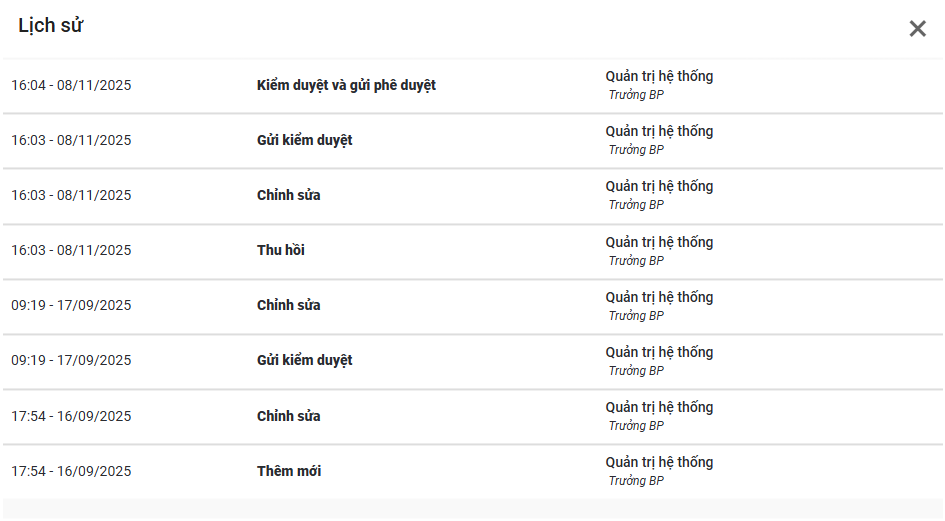 Lịch sử
16:04 - 08/11/2025 Kiểm duyệt và gửi phê duyệt Quản trị hệ thống
Trưởng BP
16:03 - 08/11/2025 Gửi kiểm duyệt Quản trị hệ thống
Trưởng BP
16:03 - 08/11/2025 Chỉnh sửa Quản trị hệ thống
Trưởng BP
16:03 - 08/11/2025 Thu hồi Quản trị hệ thống
Trưởng BP
09:19 - 17/09/2025 Chỉnh sửa Quản trị hệ thống
Trưởng BP
09:19 - 17/09/2025 Gửi kiểm duyệt Quản trị hệ thống
Trưởng BP
17:54 - 16/09/2025 Chỉnh sửa Quản trị hệ thống
Trưởng BP
17:54 - 16/09/2025 Thêm mới Quản trị hệ thống
Trưởng BP